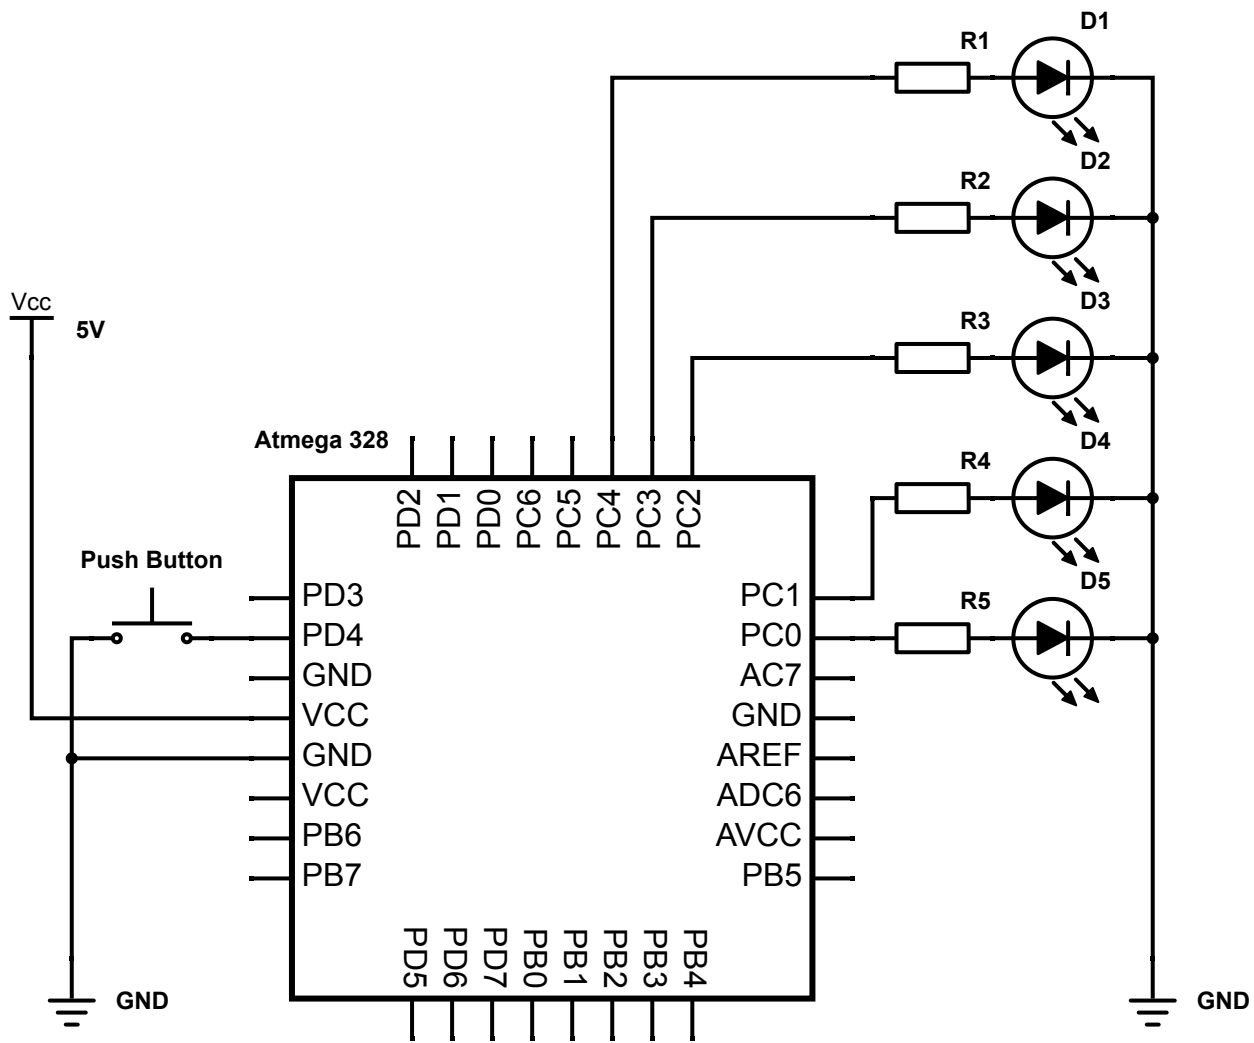 D1
R1
D2
R2
D3
R3
D4
R4
D5
R5
Vcc
5V
Atmega 328
PD2
PD1
PD0
PC6
PC5
PC4
PC3
PC2
Push Button
PD3
PD4
GND
VCC
GND
VCC
PB6
PB7
PC1
PC0
AC7
GND
AREF
ADC6
AVCC
PB5
PD5
PD6
PD7
PB0
PB1
PB2
PB3
PB4
GND
GND